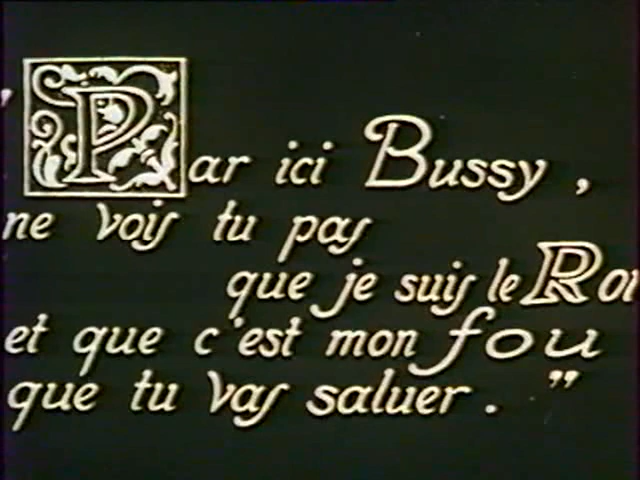 " Par ici Bussy ,
ne vois tu pas
que je suis le Roi
et que c'est mon fou
que tu vas saluer . "